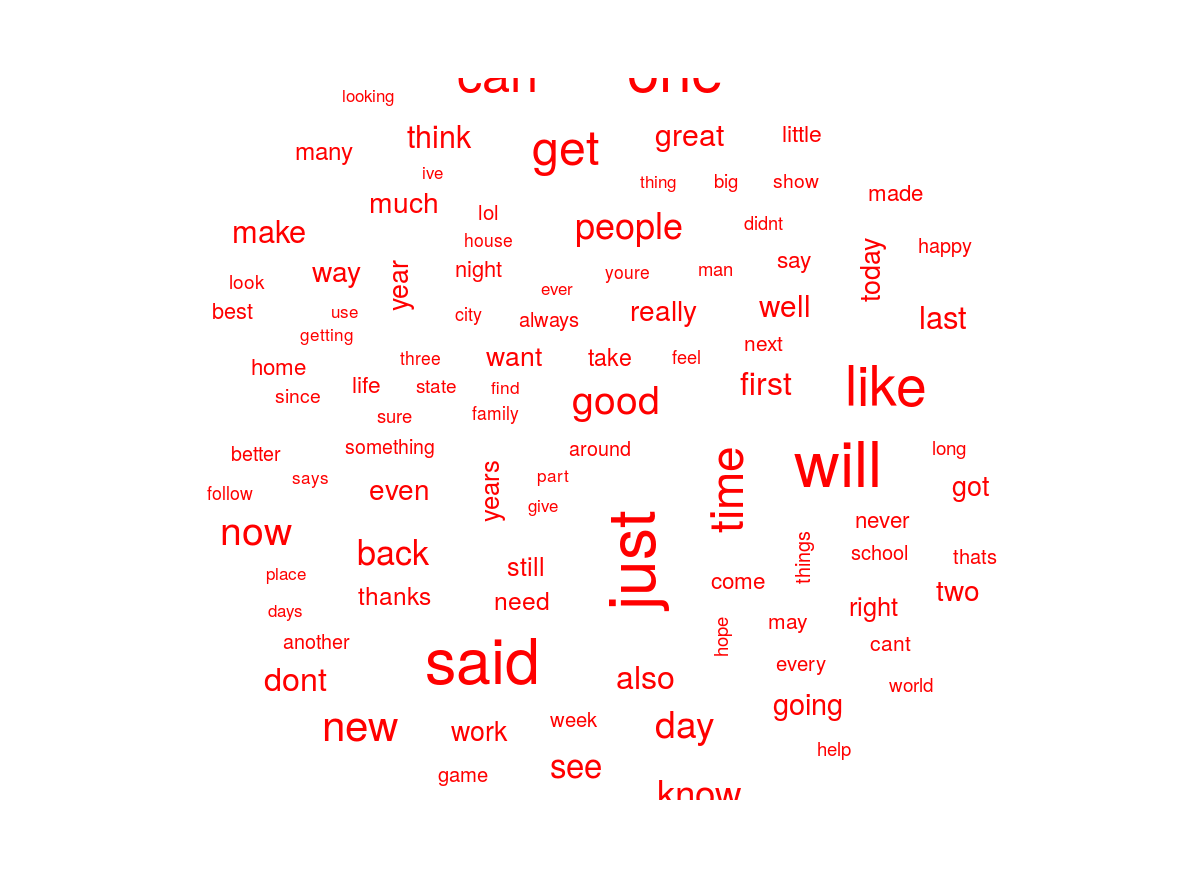 can one
looking
think get great little
many
ive thing big show
made
much lol people didnt
make house happy
look way year night ever youre man say today
best use city always really well last
getting
home three want take feel next
since life state find good first like
sure family
better something around long
follow says even years part time will got
give
now just never
back still things school thats
place
thanks need come two
days hope may right
another cant
said also every
dont world
going
new work week day
help
game see
know